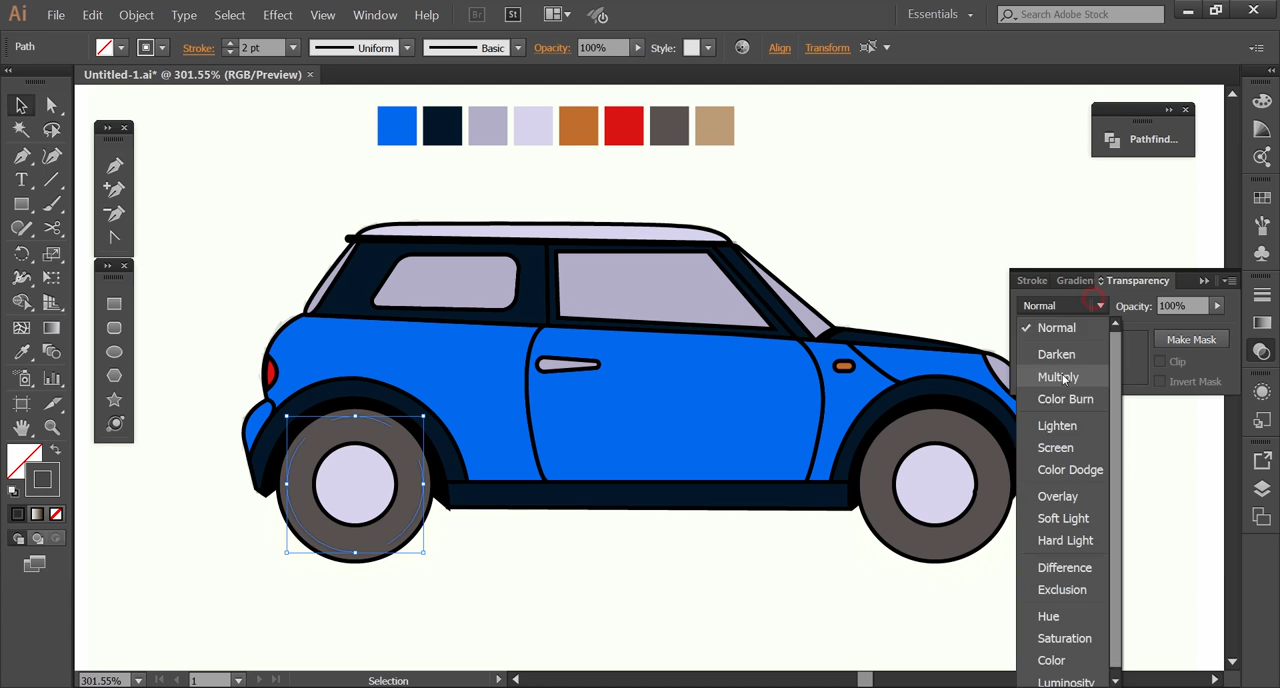 Ai File Edit Object Type Select Effect View Window Help Br St Essentials Search Adobe Stock
Path Stroke: 2 pt Uniform Basic Opacity: 100% Style: Align Transform
Untitled-1.ai* @ 301.55% (RGB/Preview)
Pathfind...
Stroke Gradien Transparency
Normal Opacity: 100%
Normal
Make Mask
Darken
Clip
Multiply
Invert Mask
Color Burn
Lighten
Screen
Color Dodge
Overlay
Soft Light
Hard Light
Difference
Exclusion
Hue
Saturation
Color
Luminosity
301.55% 1 Selection